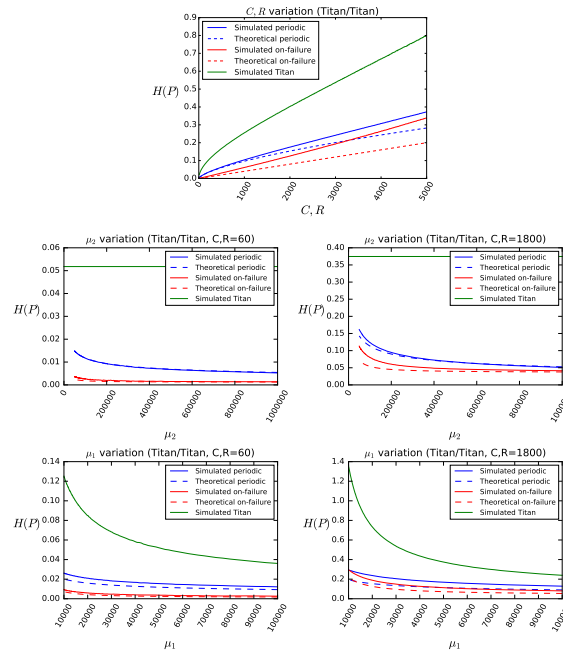 C, R variation (Titan/Titan)
0.9
0.8
0.7
0.6
0.5
0.4
0.3
0.2
0.1
0.0
H(P)
Simulated periodic
Theoretical periodic
Simulated on-failure
Theoretical on-failure
Simulated Titan
0
1000
2000
3000
4000
5000
C, R
μ2 variation (Titan/Titan, C,R=60)
0.06
0.05
0.04
0.03
0.02
0.01
0.00
H(P)
Simulated periodic
Theoretical periodic
Simulated on-failure
Theoretical on-failure
Simulated Titan
0
200000
400000
600000
800000
1000000
μ2
μ2 variation (Titan/Titan, C,R=1800)
0.40
0.35
0.30
0.25
0.20
0.15
0.10
0.05
0.00
H(P)
Simulated periodic
Theoretical periodic
Simulated on-failure
Theoretical on-failure
Simulated Titan
0
200000
400000
600000
800000
1000000
μ2
μ1 variation (Titan/Titan, C,R=60)
0.14
0.12
0.10
0.08
0.06
0.04
0.02
0.00
H(P)
Simulated periodic
Theoretical periodic
Simulated on-failure
Theoretical on-failure
Simulated Titan
10000
20000
30000
40000
50000
60000
70000
80000
90000
100000
μ1
μ1 variation (Titan/Titan, C,R=1800)
1.4
1.2
1.0
0.8
0.6
0.4
0.2
0.0
H(P)
Simulated periodic
Theoretical periodic
Simulated on-failure
Theoretical on-failure
Simulated Titan
10000
20000
30000
40000
50000
60000
70000
80000
90000
100000
μ1